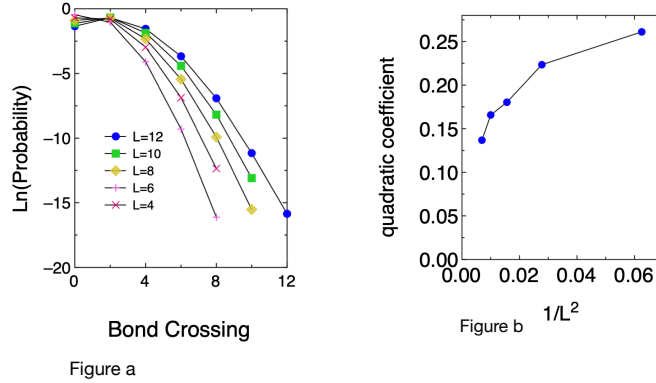 0
−5
−10
−15
−20
Ln(Probability)
L=12
L=10
L=8
L=6
L=4
0 4 8 12
Bond Crossing
Figure a
0.25
0.20
0.15
0.05
0.00
quadratic coefficient
0.00 0.02 0.04 0.06
1/L²
Figure b